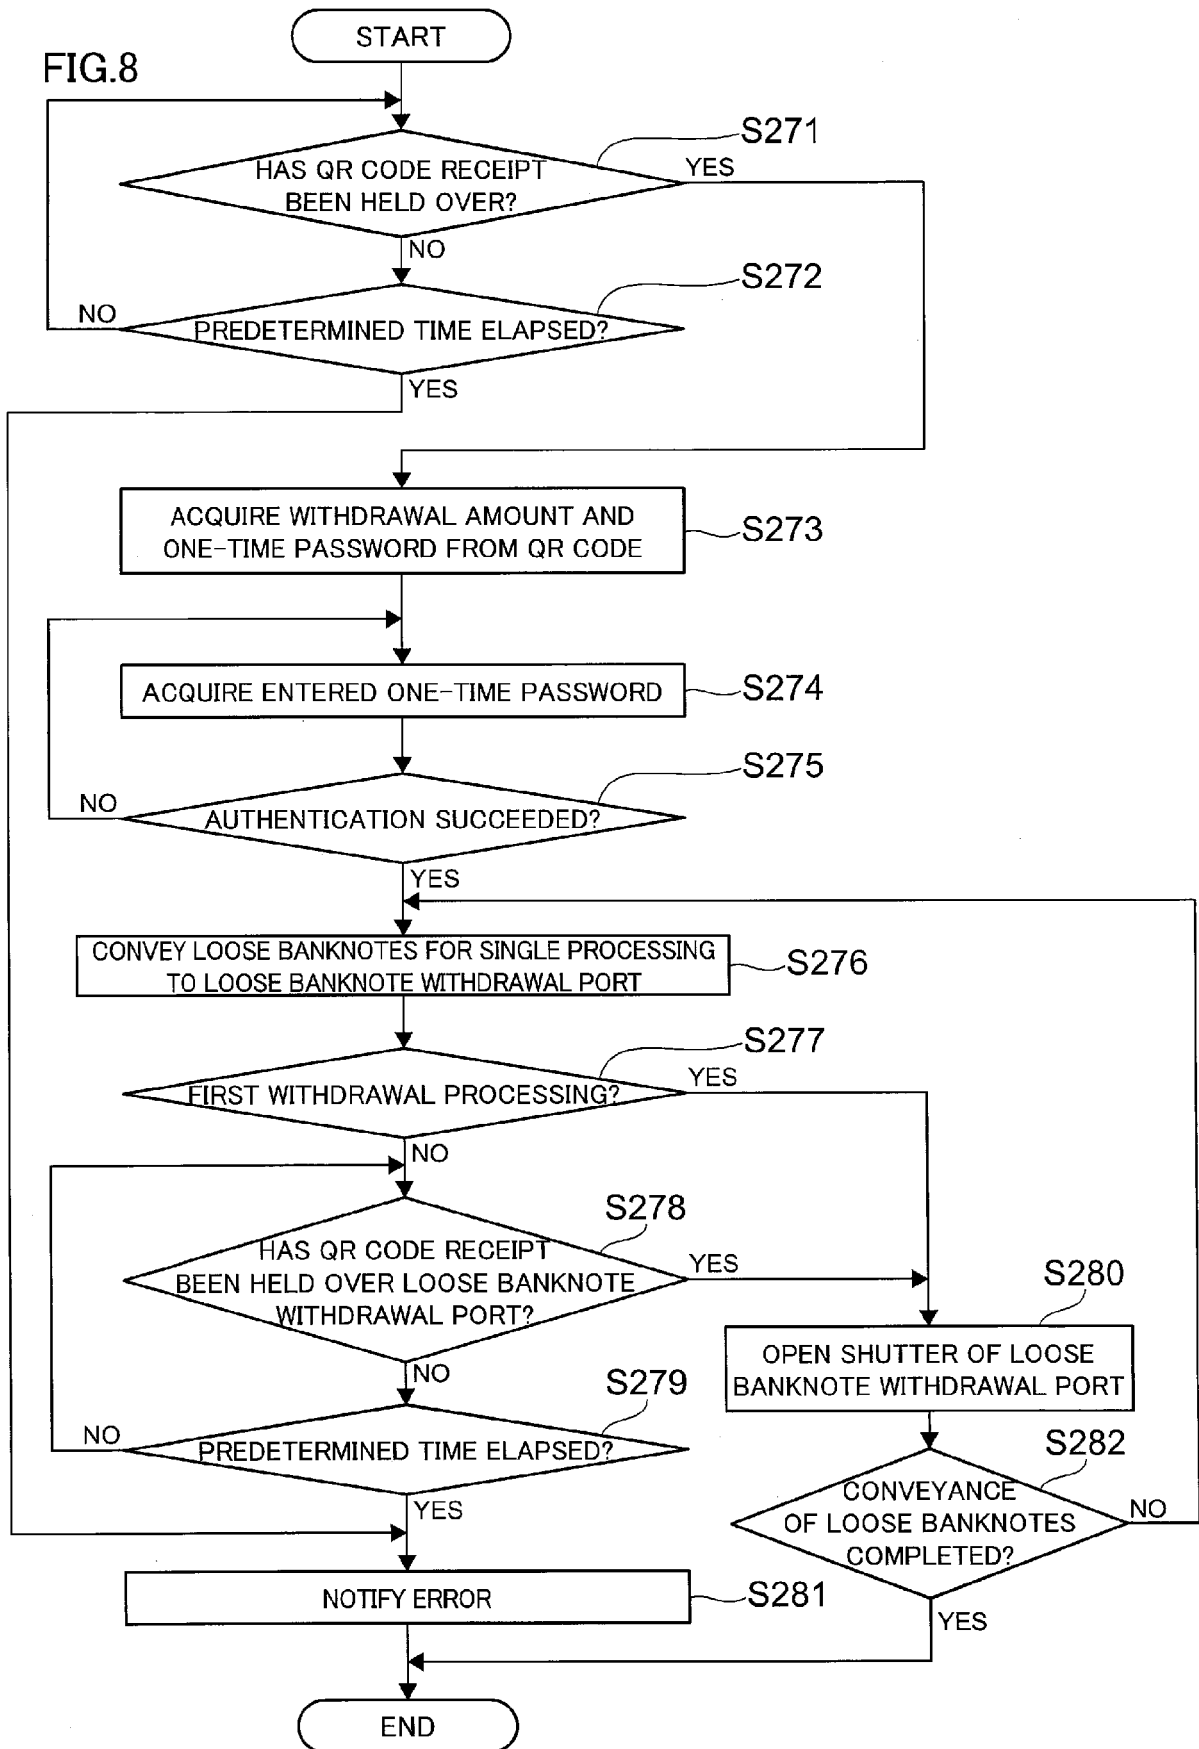 START
FIG.8
S271
HAS QR CODE RECEIPT
BEEN HELD OVER?
YES
NO
S272
PREDETERMINED TIME ELAPSED?
NO
YES
ACQUIRE WITHDRAWAL AMOUNT AND
ONE-TIME PASSWORD FROM QR CODE
S273
ACQUIRE ENTERED ONE-TIME PASSWORD
S274
S275
AUTHENTICATION SUCCEEDED?
NO
YES
CONVEY LOOSE BANKNOTES FOR SINGLE PROCESSING
TO LOOSE BANKNOTE WITHDRAWAL PORT
S276
S277
FIRST WITHDRAWAL PROCESSING?
YES
NO
S278
HAS QR CODE RECEIPT
BEEN HELD OVER LOOSE BANKNOTE
WITHDRAWAL PORT?
YES
NO
S279
PREDETERMINED TIME ELAPSED?
NO
YES
S280
OPEN SHUTTER OF LOOSE
BANKNOTE WITHDRAWAL PORT
S282
CONVEYANCE
OF LOOSE BANKNOTES
COMPLETED?
NO
YES
NOTIFY ERROR
S281
END